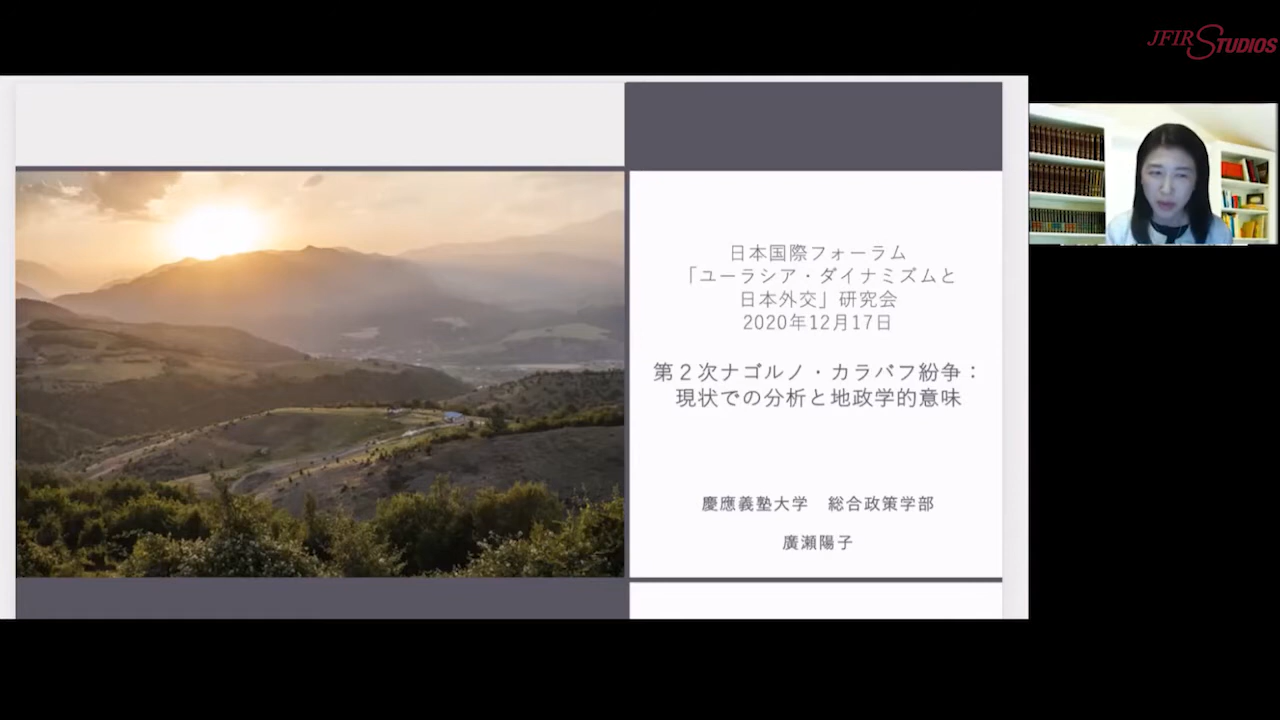 JFIR STUDIOS
日本国際フォーラム
「ユーラシア・ダイナミズムと
日本外交」研究会
2020年12月17日
第２次ナゴルノ・カラバフ紛争：
現状での分析と地政学的意味
慶應義塾大学　総合政策学部
廣瀬陽子